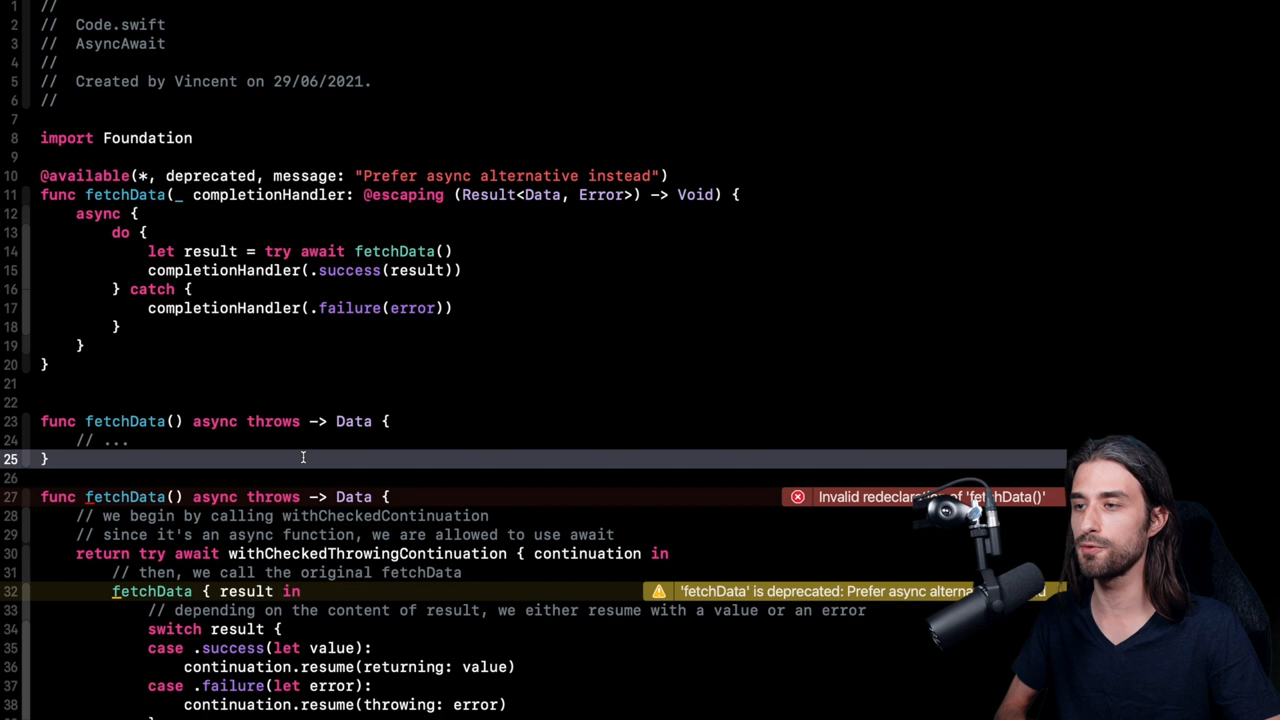 1 //
2 // Code.swift
3 // AsyncAwait
4 //
5 // Created by Vincent on 29/06/2021.
6 //
7
8 import Foundation
9
10 @available(*, deprecated, message: "Prefer async alternative instead")
11 func fetchData(_ completionHandler: @escaping (Result<Data, Error>) -> Void) {
12 async {
13 do {
14 let result = try await fetchData()
15 completionHandler(.success(result))
16 } catch {
17 completionHandler(.failure(error))
18 }
19 }
20 }
21
22
23 func fetchData() async throws -> Data {
24 // ...
25 }
26
27 func fetchData() async throws -> Data { Invalid redeclaration of 'fetchData()'
28 // we begin by calling withCheckedContinuation
29 // since it's an async function, we are allowed to use await
30 return try await withCheckedThrowingContinuation { continuation in
31 // then, we call the original fetchData
32 fetchData { result in 'fetchData' is deprecated: Prefer async
33 // depending on the content of result, we either resume with a value or an error
34 switch result {
35 case .success(let value):
36 continuation.resume(returning: value)
37 case .failure(let error):
38 continuation.resume(throwing: error)